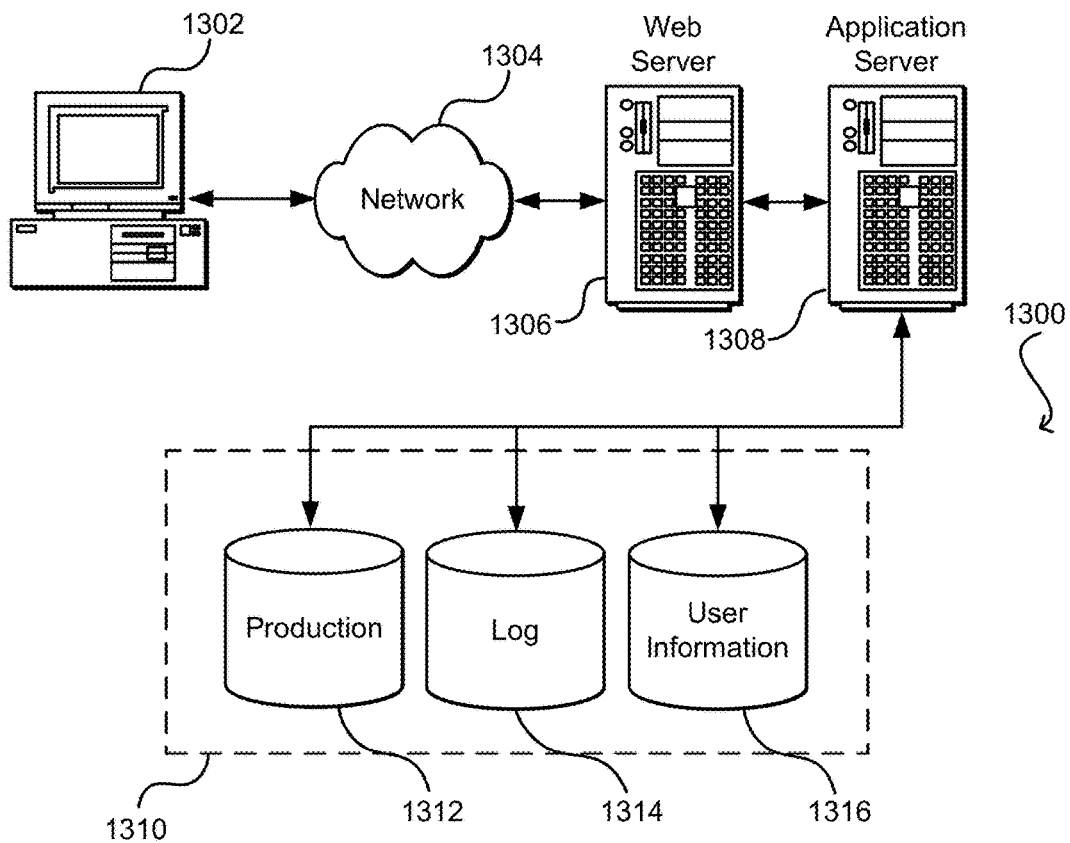 1302
1304
Web
Server
Application
Server
Network
1306
1308
1300
Production
Log
User
Information
1310
1312
1314
1316